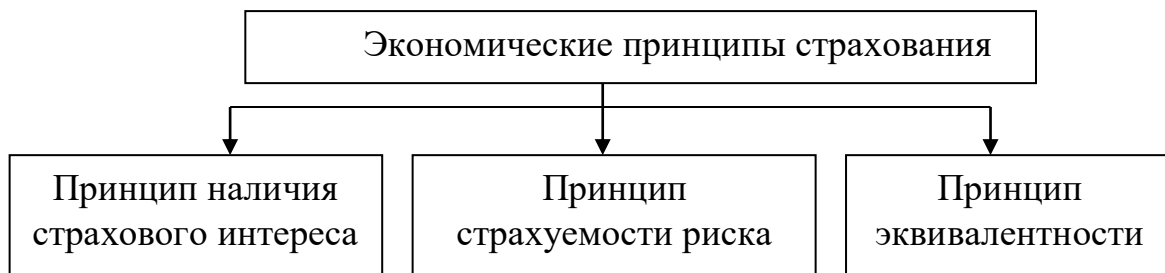 Экономические принципы страхования
Принцип наличия
страхового интереса
Принцип
страхуемости риска
Принцип
эквивалентности